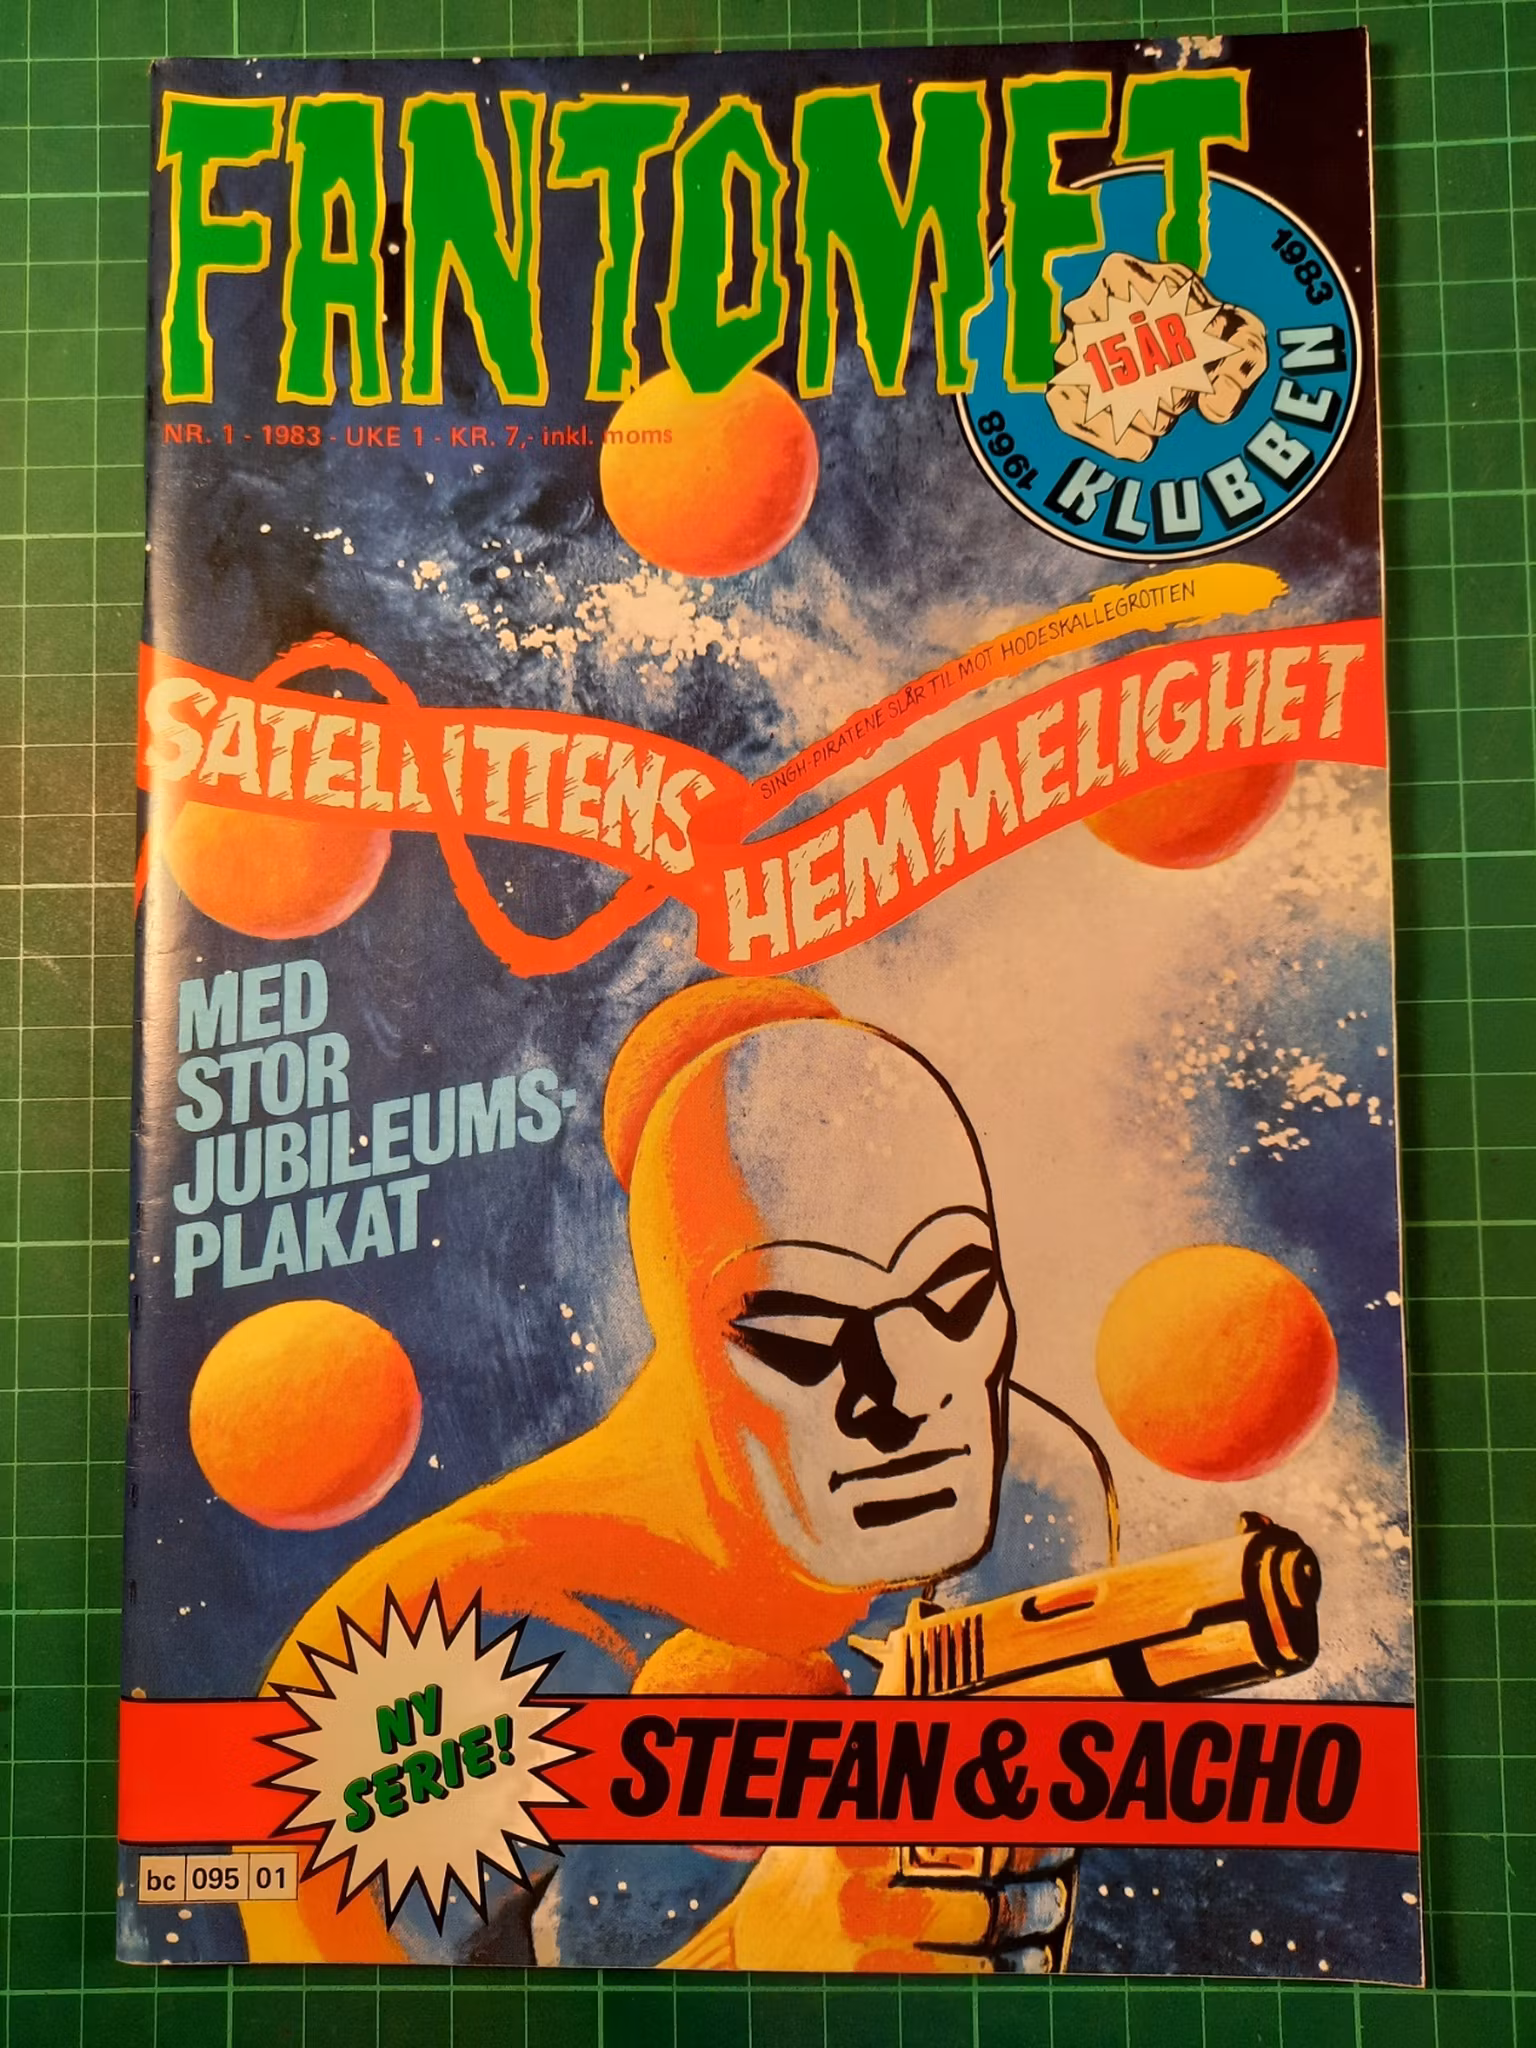 FANTOMET
NR. 1 - 1983 - UKE 1 - KR. 7,- inkl. moms
1983
15 ÅR
1968
KLUBBEN
SINGH-PIRATENE SLÅR TIL MOT HODESKALLEGROTTEN
SATELLITTENS
HEMMELIGHET
MED
STOR
JUBILEUMS-
PLAKAT
NY
SERIE!
STEFAN & SACHO
bc 095 01